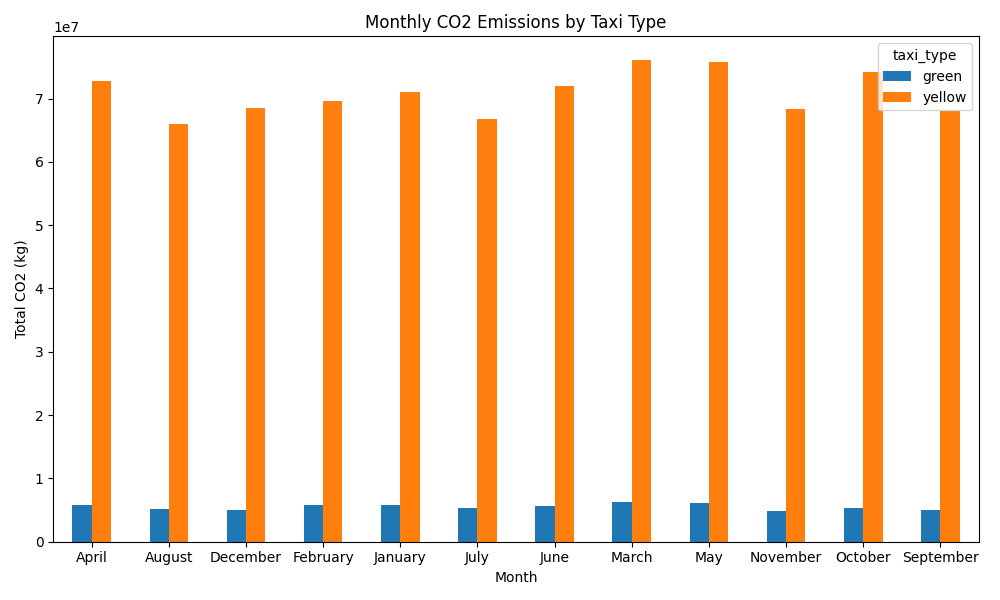 Monthly CO2 Emissions by Taxi Type
1e7
taxi_type
green
yellow
7
6
5
4
3
2
1
0
Total CO2 (kg)
April August December February January July June March May November October September
Month